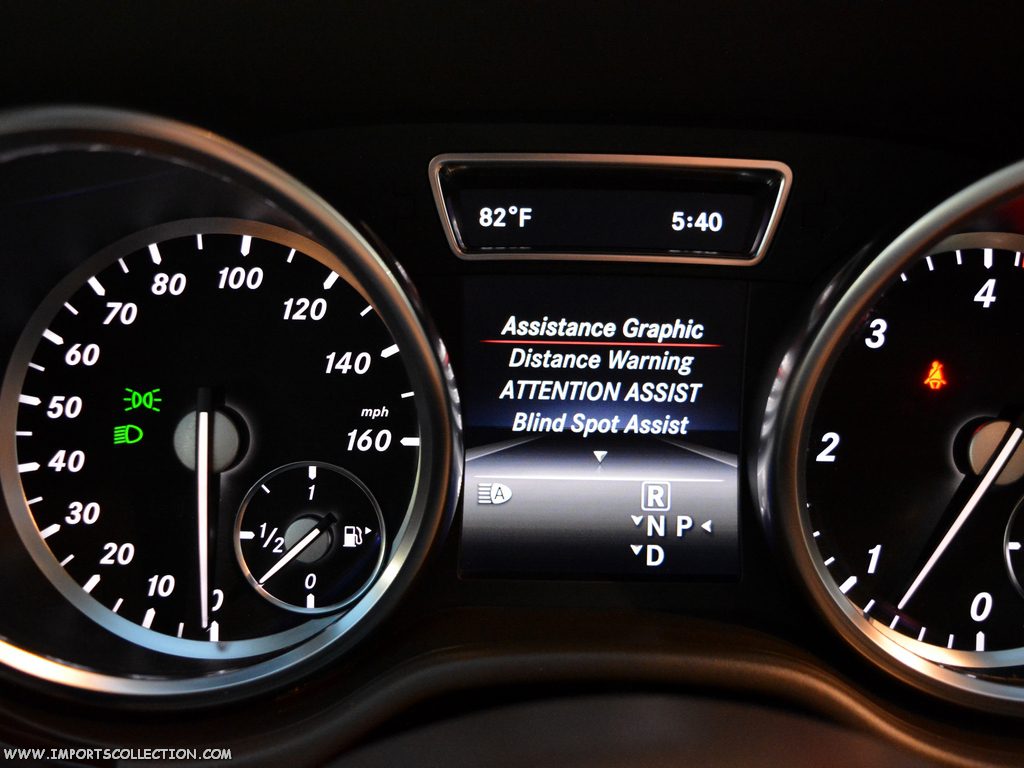 82°F 5:40
Assistance Graphic
Distance Warning
ATTENTION ASSIST
Blind Spot Assist
A
R
N P
D
0
10
20
30
40
50
60
70
80
100
120
140
160
mph
1
1/2
0
0
1
2
3
4
WWW.IMPORTSCOLLECTION.COM